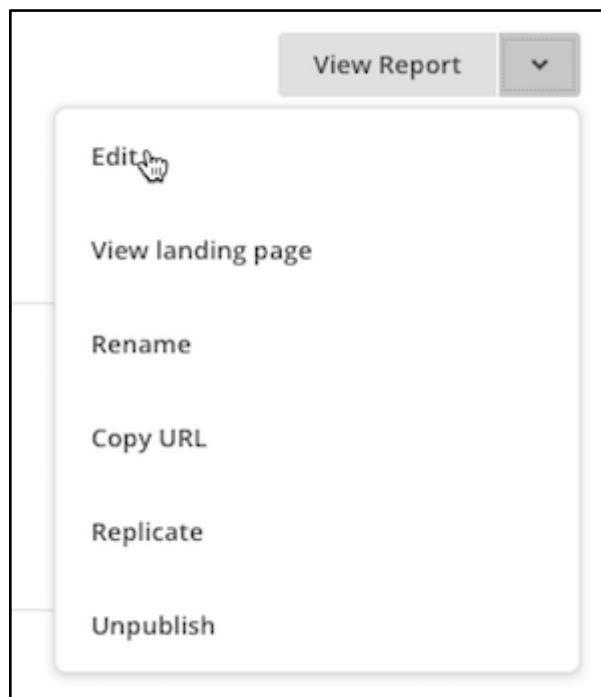 View Report
Edit
View landing page
Rename
Copy URL
Replicate
Unpublish